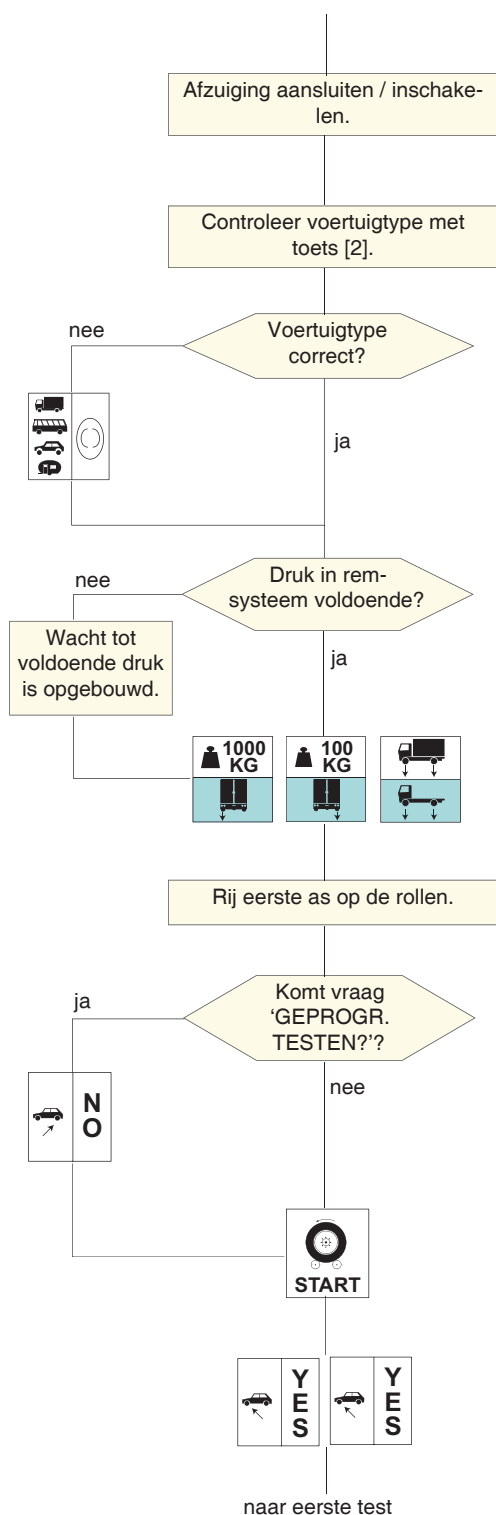 Afzuiging aansluiten / inschake-
len.
Controleer voertuigtype met
toets [2].
nee
Voertuigtype
correct?
ja
nee
Druk in rem-
systeem voldoende?
Wacht tot
voldoende druk
is opgebouwd.
ja
1000
KG
100
KG
Rij eerste as op de rollen.
ja
Komt vraag
‘GEPROGR.
TESTEN?’?
nee
N
O
START
Y
E
S
Y
E
S
naar eerste test